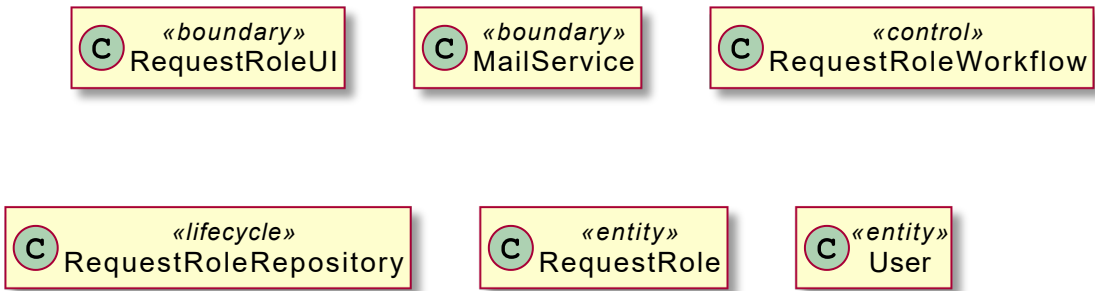 C «boundary»
RequestRoleUI
C «boundary»
MailService
C «control»
RequestRoleWorkflow
C «lifecycle»
RequestRoleRepository
C «entity»
RequestRole
C «entity»
User